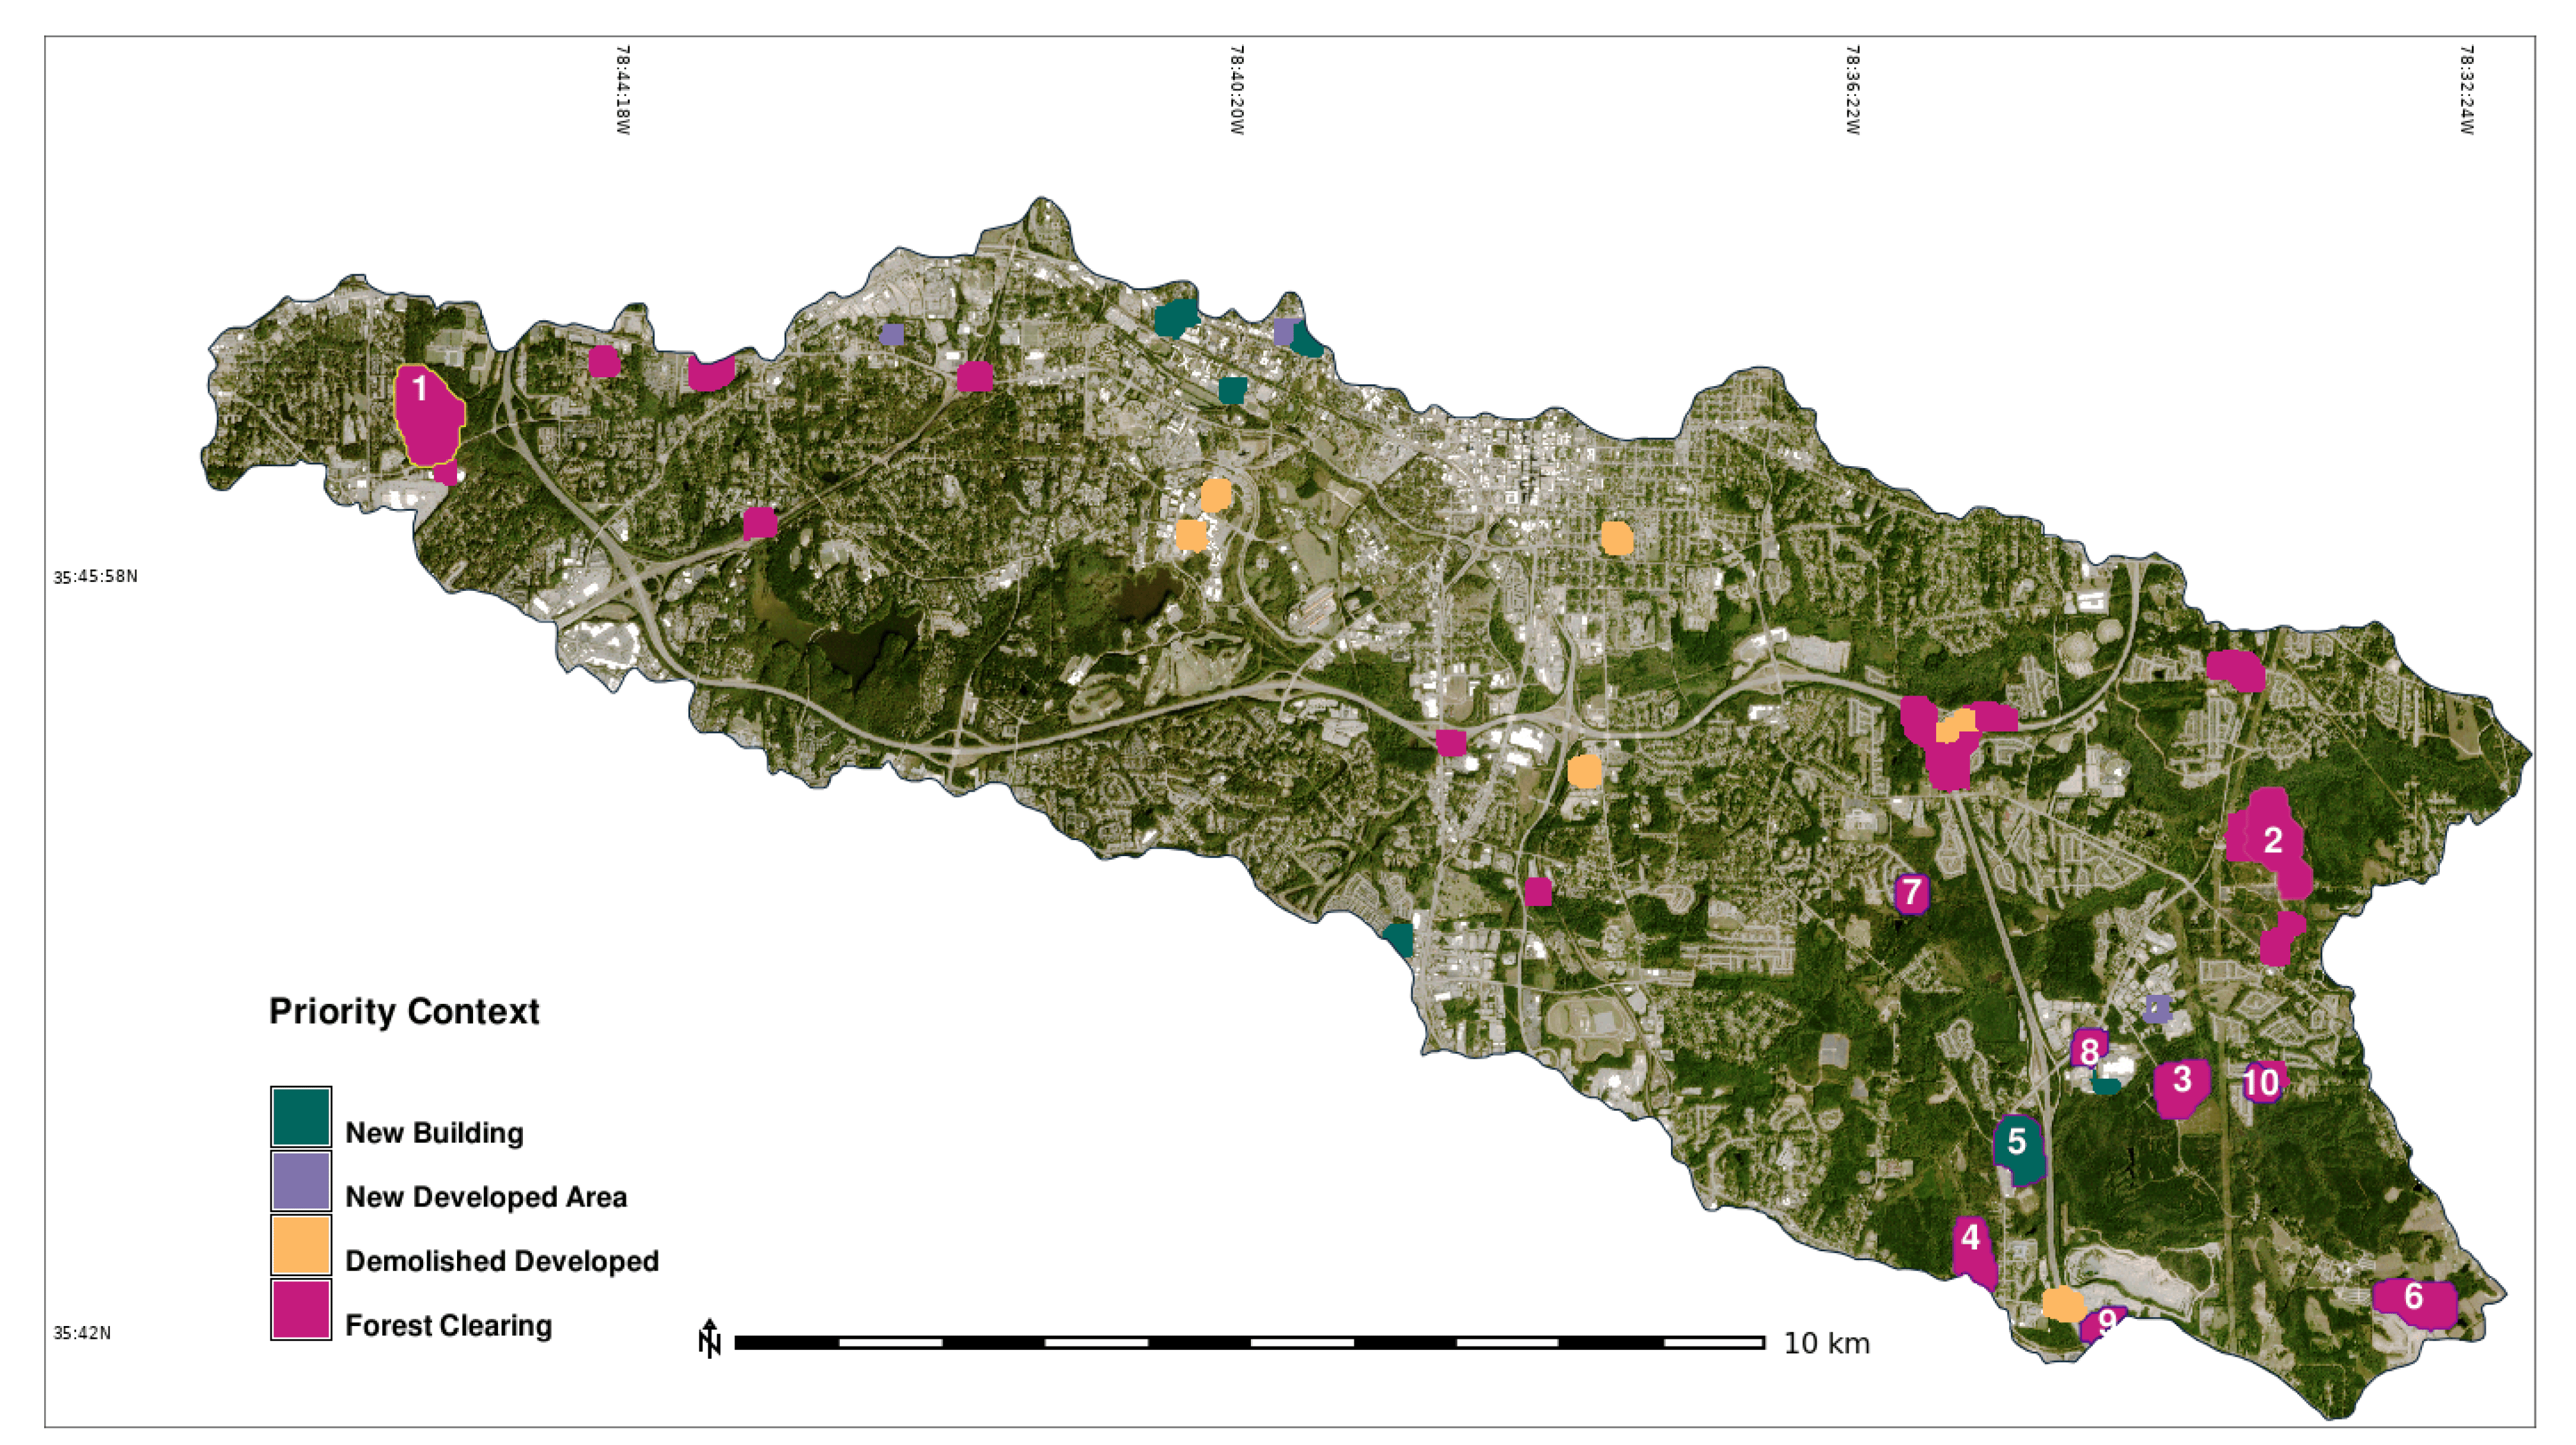 78:44:18W
78:40:20W
78:36:22W
78:32:24W
1
35:45:58N
2
7
8
3
10
5
4
6
9
Priority Context
New Building
New Developed Area
Demolished Developed
Forest Clearing
35:42N
N
10 km